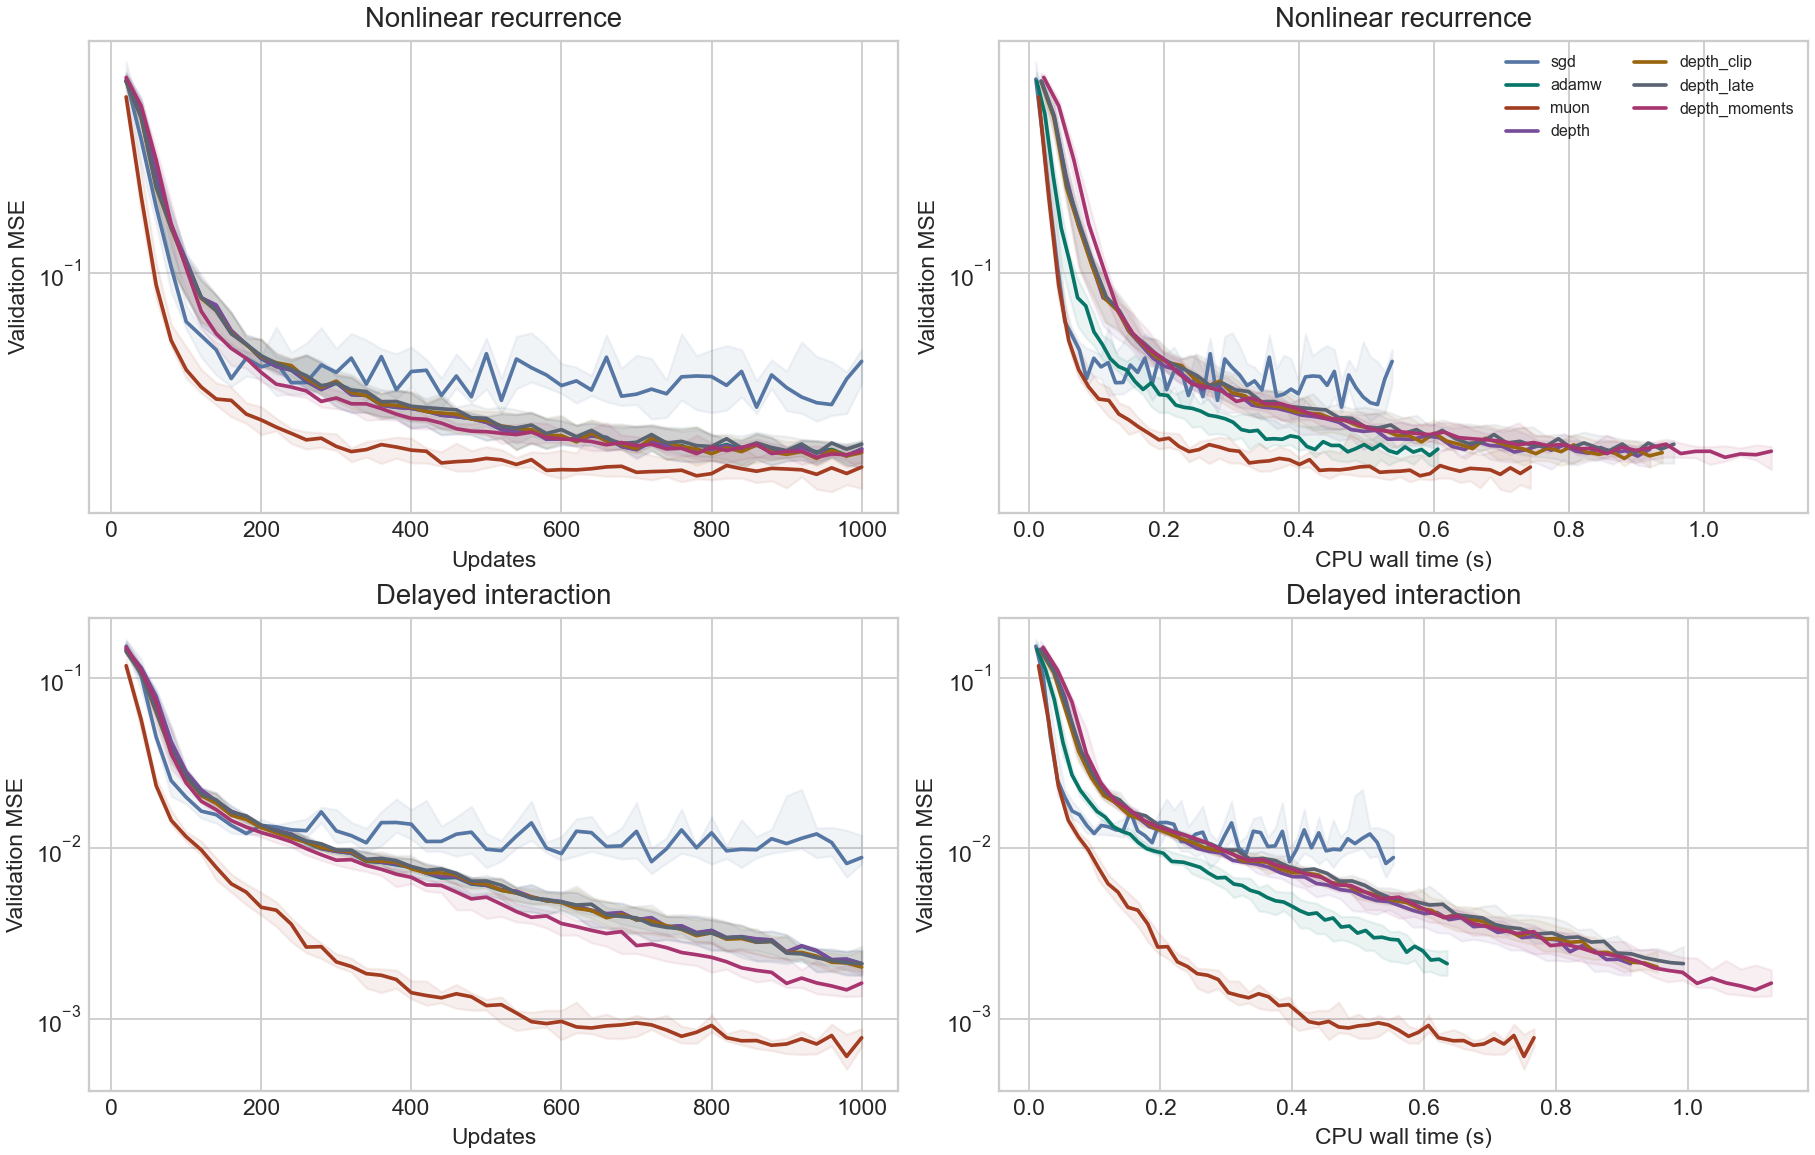 Nonlinear recurrence
Validation MSE
10⁻¹
0 200 400 600 800 1000
Updates
Nonlinear recurrence
sgd
adamw
muon
depth
depth_clip
depth_late
depth_moments
Validation MSE
10⁻¹
0.0 0.2 0.4 0.6 0.8 1.0
CPU wall time (s)
Delayed interaction
Validation MSE
10⁻¹
10⁻²
10⁻³
0 200 400 600 800 1000
Updates
Delayed interaction
Validation MSE
10⁻¹
10⁻²
10⁻³
0.0 0.2 0.4 0.6 0.8 1.0
CPU wall time (s)